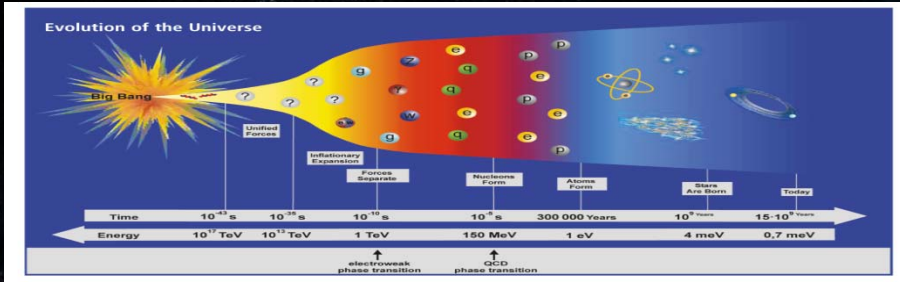 Evolution of the Universe
Big Bang
?
?
?
?
g
g
Z
γ
W
e
q
q
e
q
p
e
p
e
p
e
p
Unified
Forces
Inflationary
Expansion
Forces
Separate
Nucleons
Form
Atoms
Form
Stars
Are Born
Today
Time 10⁻⁴³ s 10⁻³⁵ s 10⁻¹⁰ s 10⁻⁵ s 300 000 Years 10⁹ Years 15·10⁹ Years
Energy 10¹⁷ TeV 10¹³ TeV 1 TeV 150 MeV 1 eV 4 meV 0,7 meV
electroweak
phase transition
QCD
phase transition